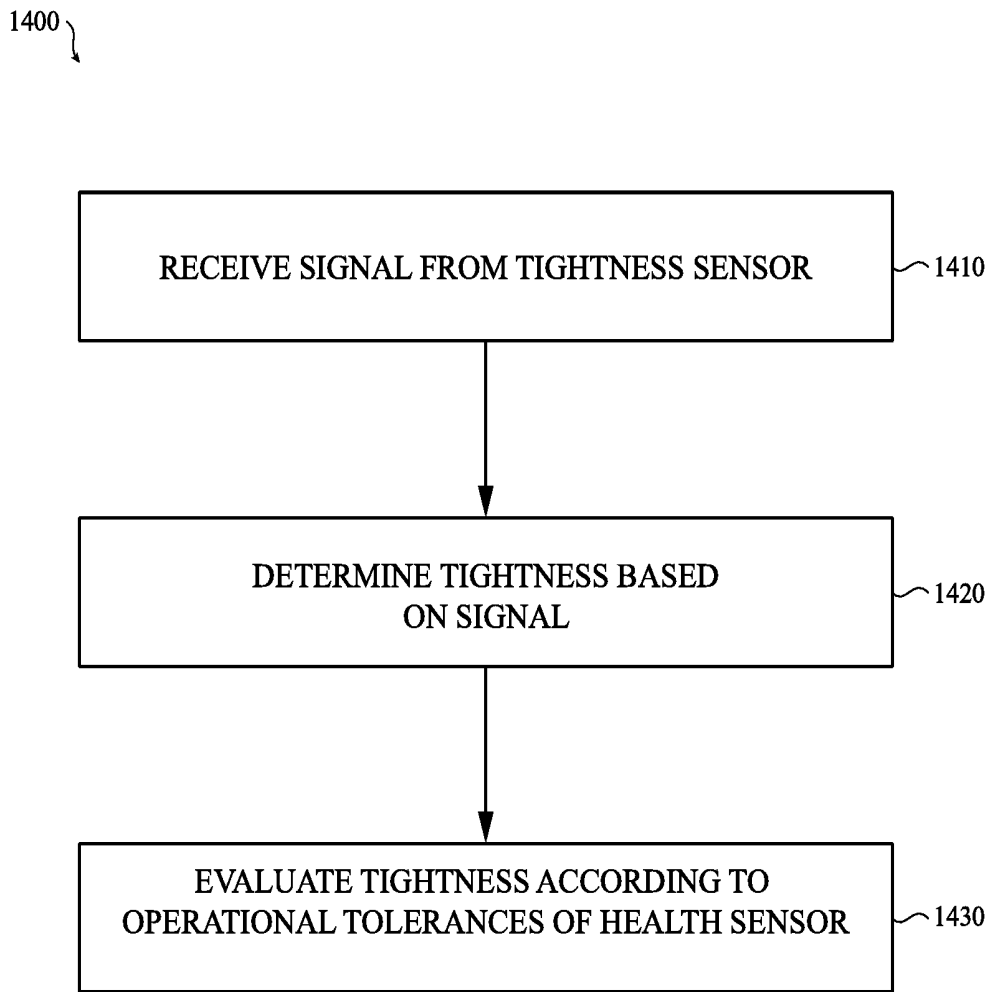 1400
RECEIVE SIGNAL FROM TIGHTNESS SENSOR
1410
DETERMINE TIGHTNESS BASED
ON SIGNAL
1420
EVALUATE TIGHTNESS ACCORDING TO
OPERATIONAL TOLERANCES OF HEALTH SENSOR
1430